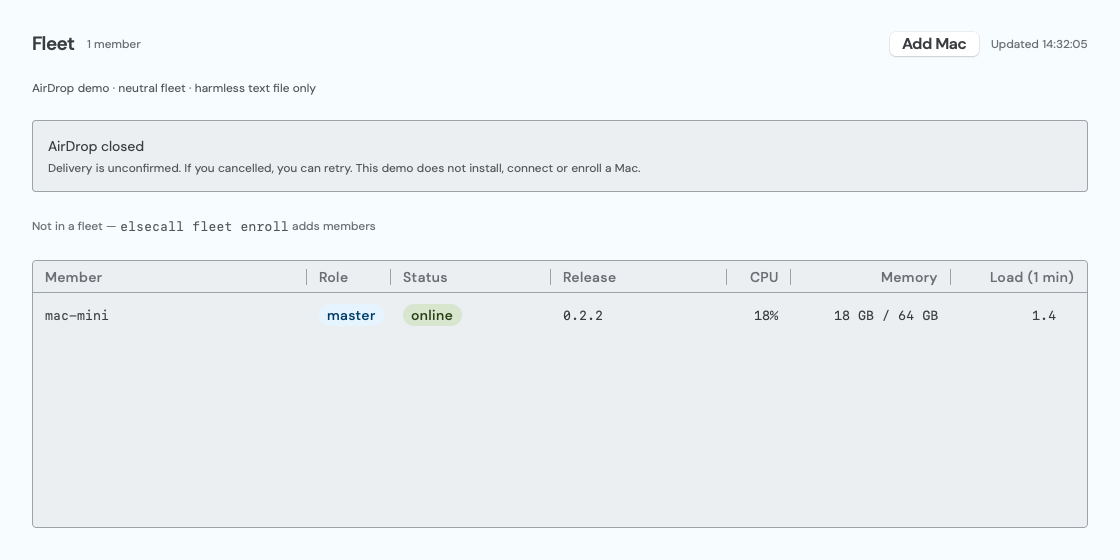 Fleet 1 member Add Mac Updated 14:32:05
AirDrop demo · neutral fleet · harmless text file only
AirDrop closed
Delivery is unconfirmed. If you cancelled, you can retry. This demo does not install, connect or enroll a Mac.
Not in a fleet — elsecall fleet enroll adds members
Member Role Status Release CPU Memory Load (1 min)
mac-mini master online 0.2.2 18% 18 GB / 64 GB 1.4